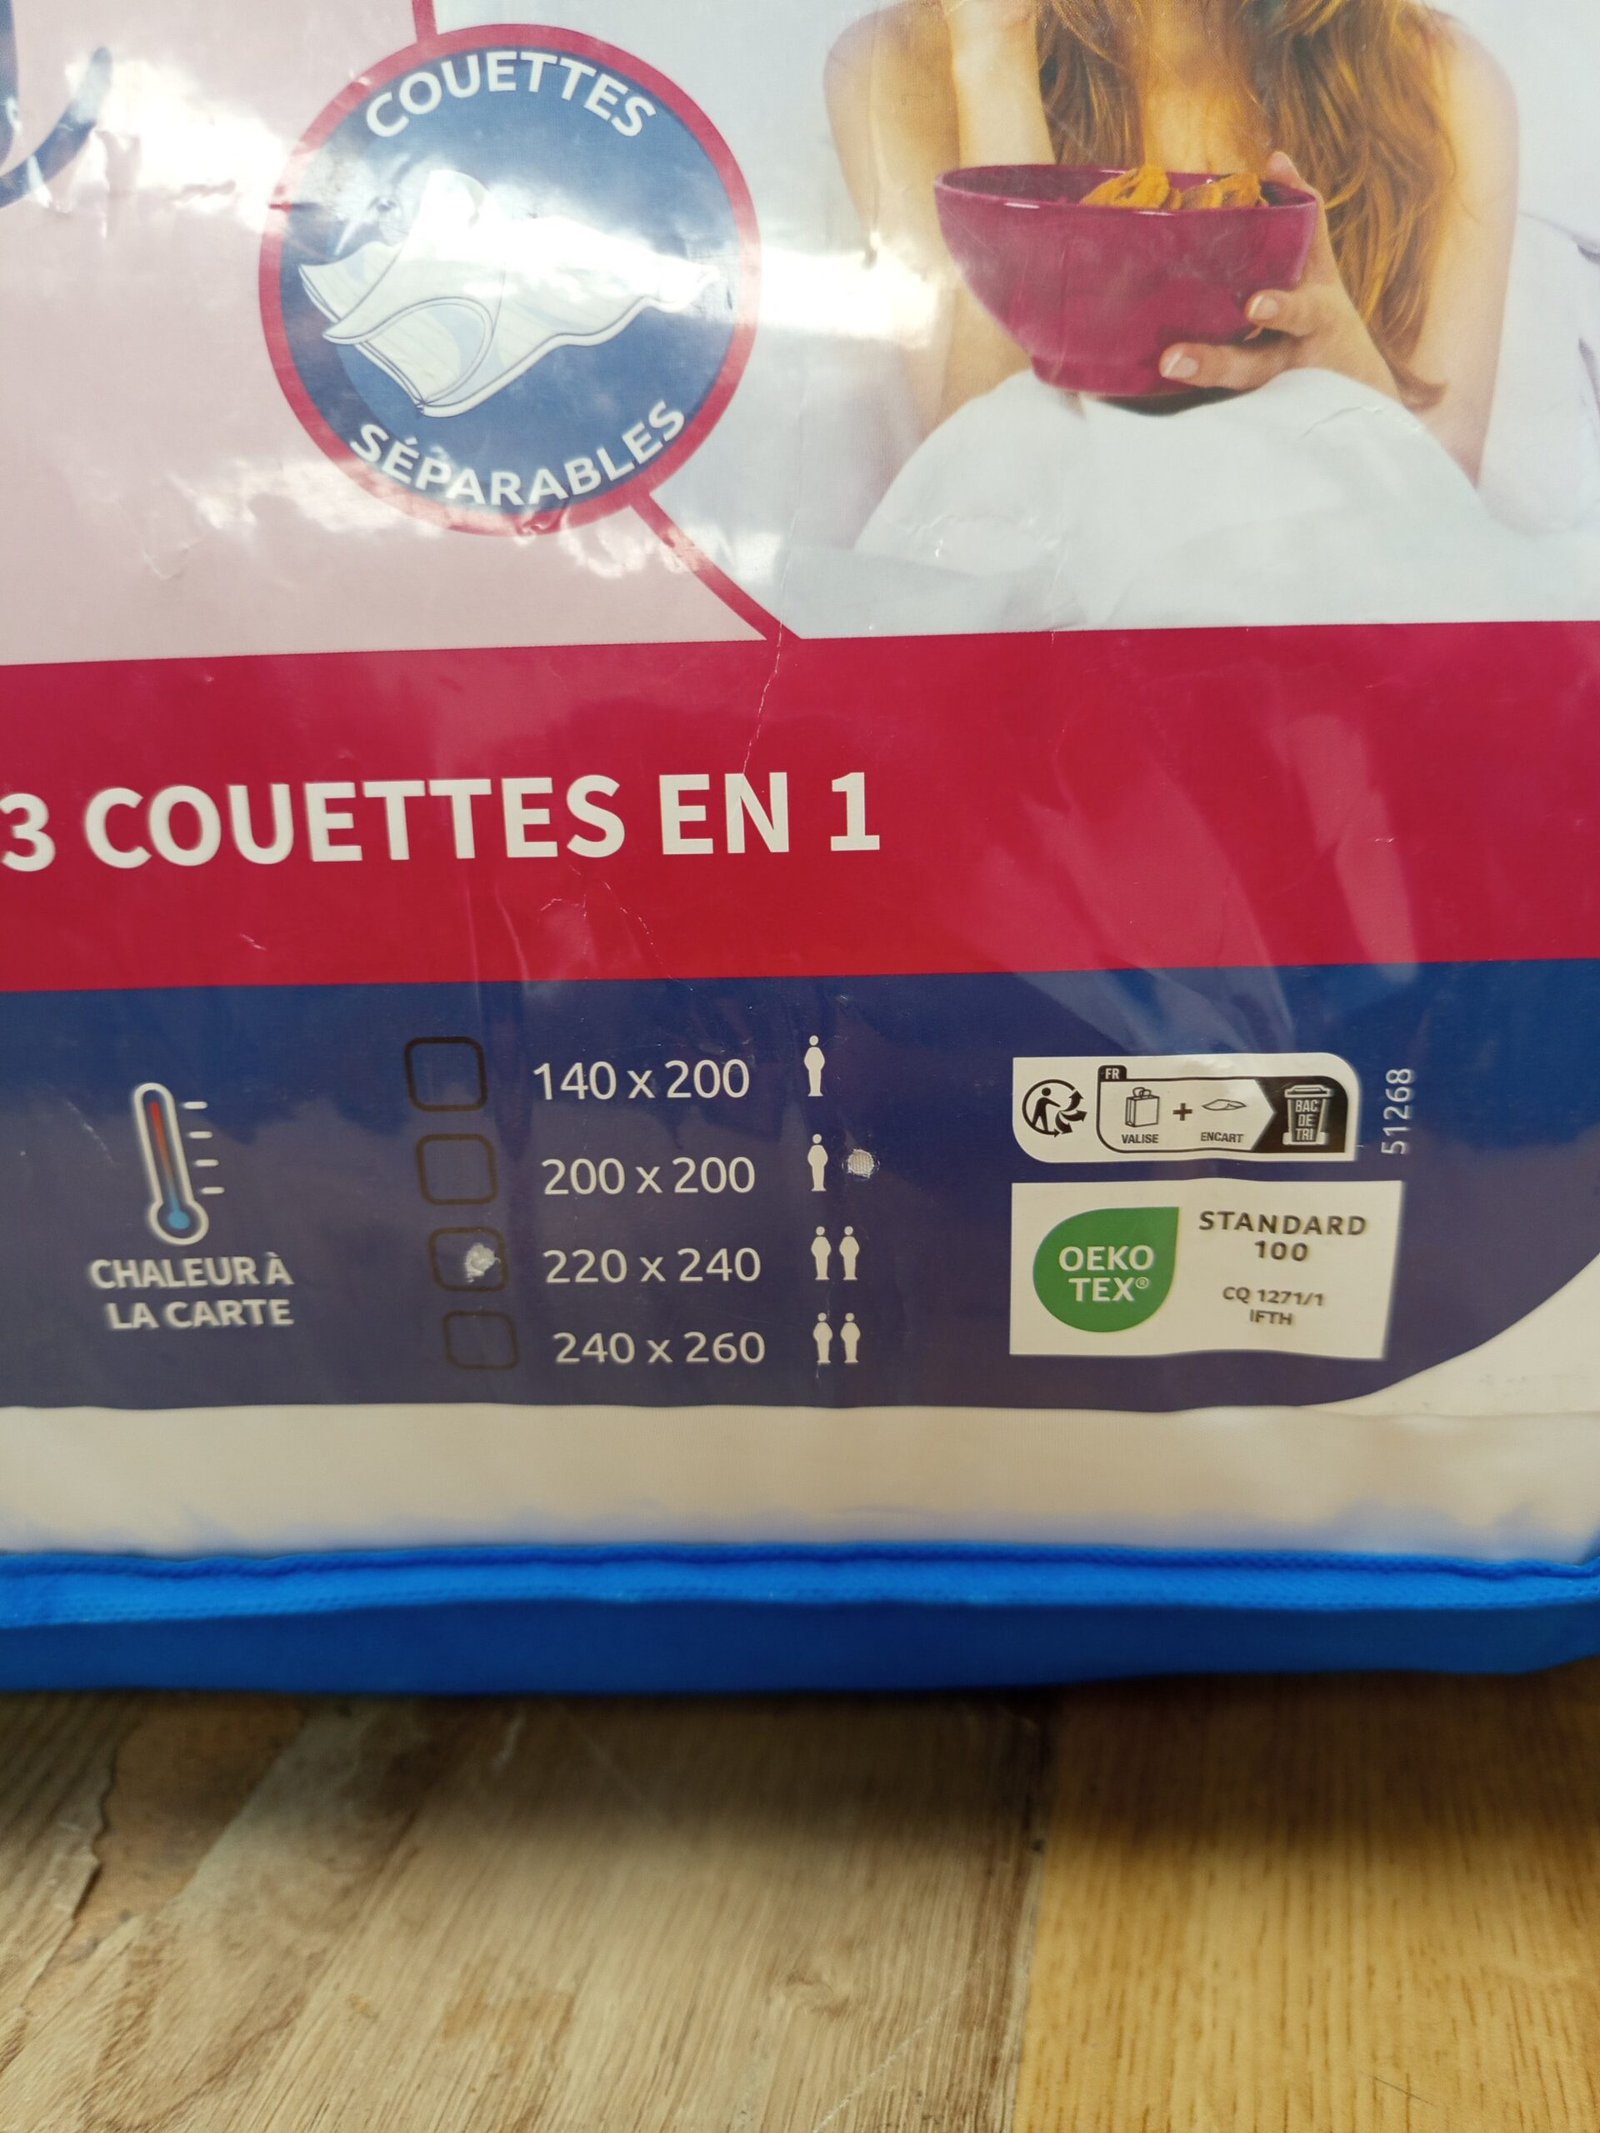 COUETTES
SÉPARABLES
3 COUETTES EN 1
CHALEUR À
LA CARTE
140 x 200
200 x 200
220 x 240
240 x 260
FR
VALISE
+
ENCART
BAC
DE
TRI
51268
OEKO
TEX®
STANDARD
100
CQ 1271/1
IFTH